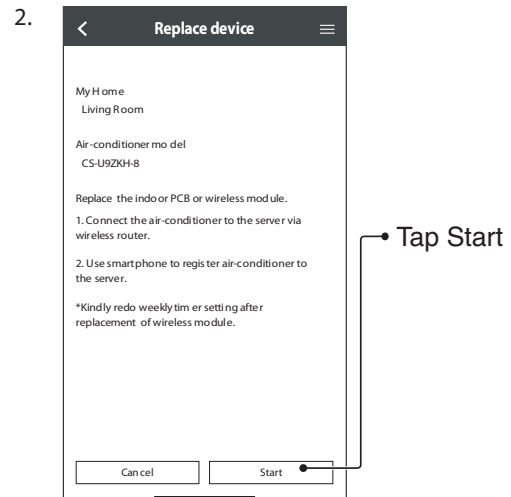 2.
Replace device
My Home
Living Room
Air-conditioner model
CS-U9ZKH-8
Replace the indoor PCB or wireless module.
1. Connect the air-conditioner to the server via
wireless router.
2. Use smartphone to register air-conditioner to
the server.
*Kindly redo weekly timer setting after
replacement of wireless module.
Cancel
Start
Tap Start